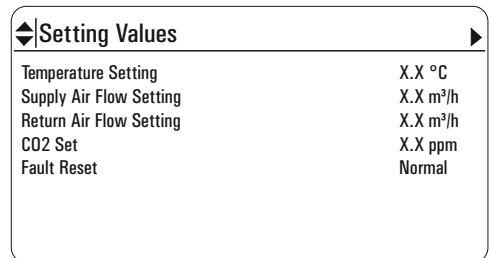 Setting Values
Temperature Setting X.X °C
Supply Air Flow Setting X.X m³/h
Return Air Flow Setting X.X m³/h
CO2 Set X.X ppm
Fault Reset Normal